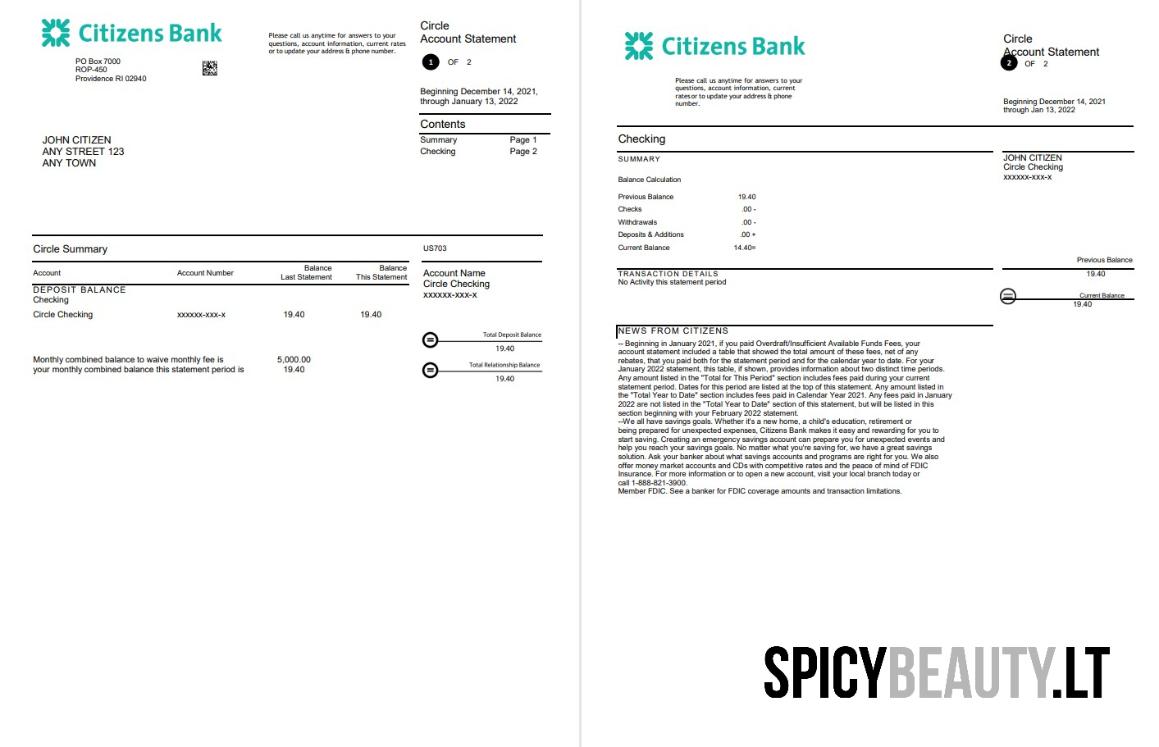 Citizens Bank
PO Box 7000
ROP-450
Providence RI 02940
Please call us anytime for answers to your
questions, account information, current rates
or to update your address & phone number.
Circle
Account Statement
1 OF 2
Beginning December 14, 2021,
through January 13, 2022
Contents
Summary Page 1
Checking Page 2
JOHN CITIZEN
ANY STREET 123
ANY TOWN
Circle Summary
Account Account Number Balance Last Statement Balance This Statement
DEPOSIT BALANCE
Checking
Circle Checking xxxxxx-xxx-x 19.40 19.40
Monthly combined balance to waive monthly fee is 5,000.00
your monthly combined balance this statement period is 19.40
US703
Account Name
Circle Checking
xxxxxx-xxx-x
Total Deposit Balance
19.40
Total Relationship Balance
19.40
Citizens Bank
Please call us anytime for answers to your
questions, account information, current
rates or to update your address & phone
number.
Circle
Account Statement
2 OF 2
Beginning December 14, 2021
through Jan 13, 2022
Checking
SUMMARY
Balance Calculation
Previous Balance 19.40
Checks .00 -
Withdrawals .00 -
Deposits & Additions .00 +
Current Balance 14.40=
JOHN CITIZEN
Circle Checking
xxxxxx-xxx-x
Previous Balance
19.40
Current Balance
19.40
TRANSACTION DETAILS
No Activity this statement period
NEWS FROM CITIZENS
-- Beginning in January 2021, if you paid Overdraft/Insufficient Available Funds Fees, your
account statement included a table that showed the total amount of these fees, net of any
rebates, that you paid both for the statement period and for the calendar year to date. For your
January 2022 statement, this table, if shown, provides information about two distinct time periods.
Any amount listed in the "Total for This Period" section includes fees paid during your current
statement period. Dates for this period are listed at the top of this statement. Any amount listed in
the "Total Year to Date" section includes fees paid in Calendar Year 2021. Any fees paid in January
2022 are not listed in the "Total Year to Date" section of this statement, but will be listed in this
section beginning with your February 2022 statement.
--We all have savings goals. Whether it's a new home, a child's education, retirement or
being prepared for unexpected expenses, Citizens Bank makes it easy and rewarding for you to
start saving. Creating an emergency savings account can prepare you for unexpected events and
help you reach your savings goals. No matter what you're saving for, we have a great savings
solution. Ask your banker about what savings accounts and programs are right for you. We also
offer money market accounts and CDs with competitive rates and the peace of mind of FDIC
Insurance. For more information or to open a new account, visit your local branch today or
call 1-888-821-3900.
Member FDIC. See a banker for FDIC coverage amounts and transaction limitations.
SPICYBEAUTY.LT